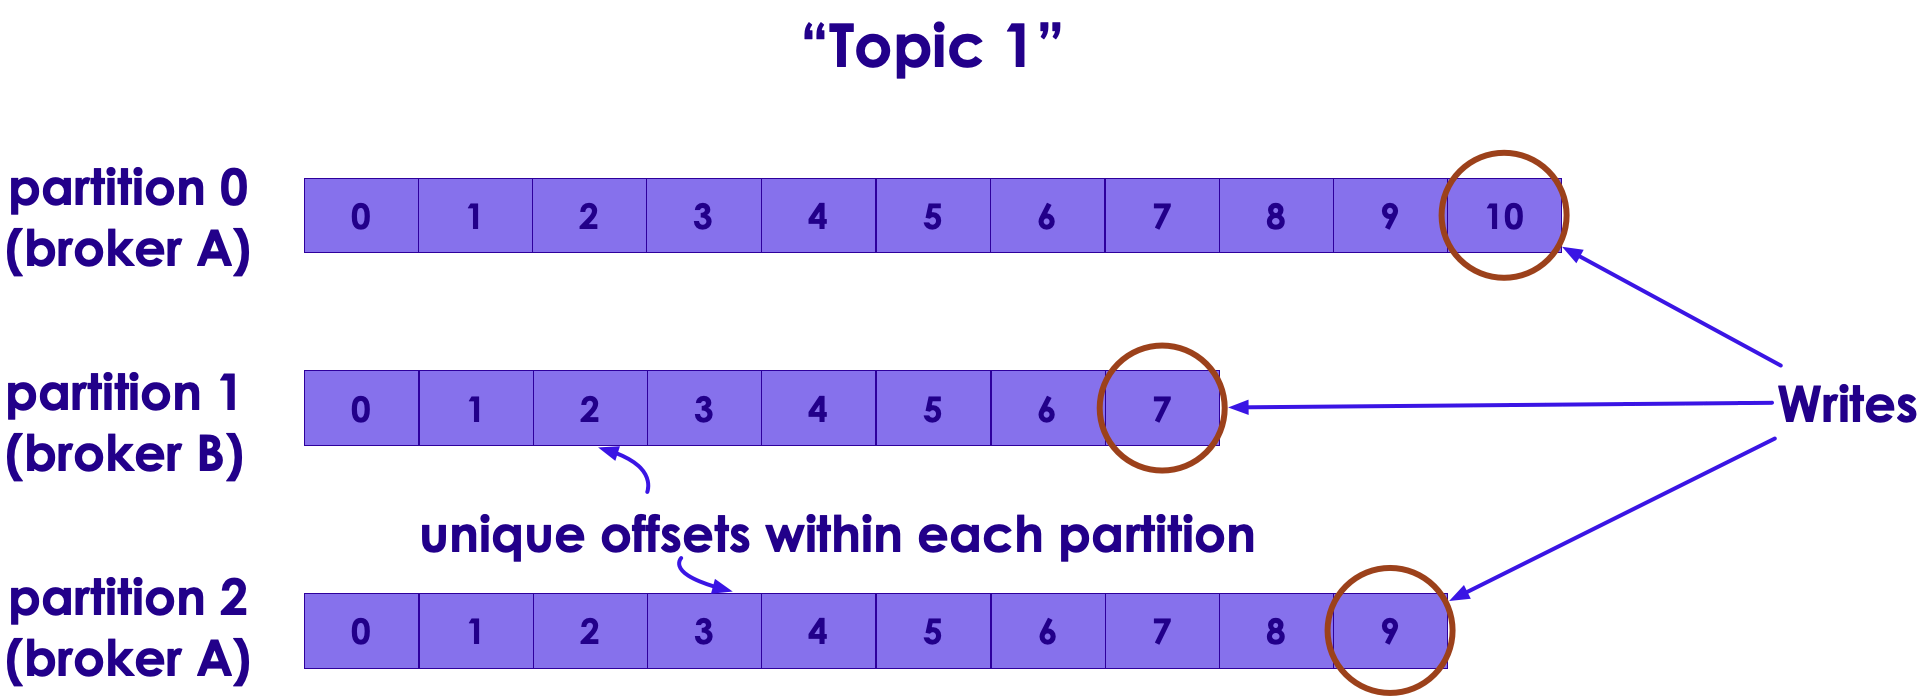 “Topic 1”
partition 0
(broker A)
0 1 2 3 4 5 6 7 8 9 10
partition 1
(broker B)
0 1 2 3 4 5 6 7
Writes
unique offsets within each partition
partition 2
(broker A)
0 1 2 3 4 5 6 7 8 9